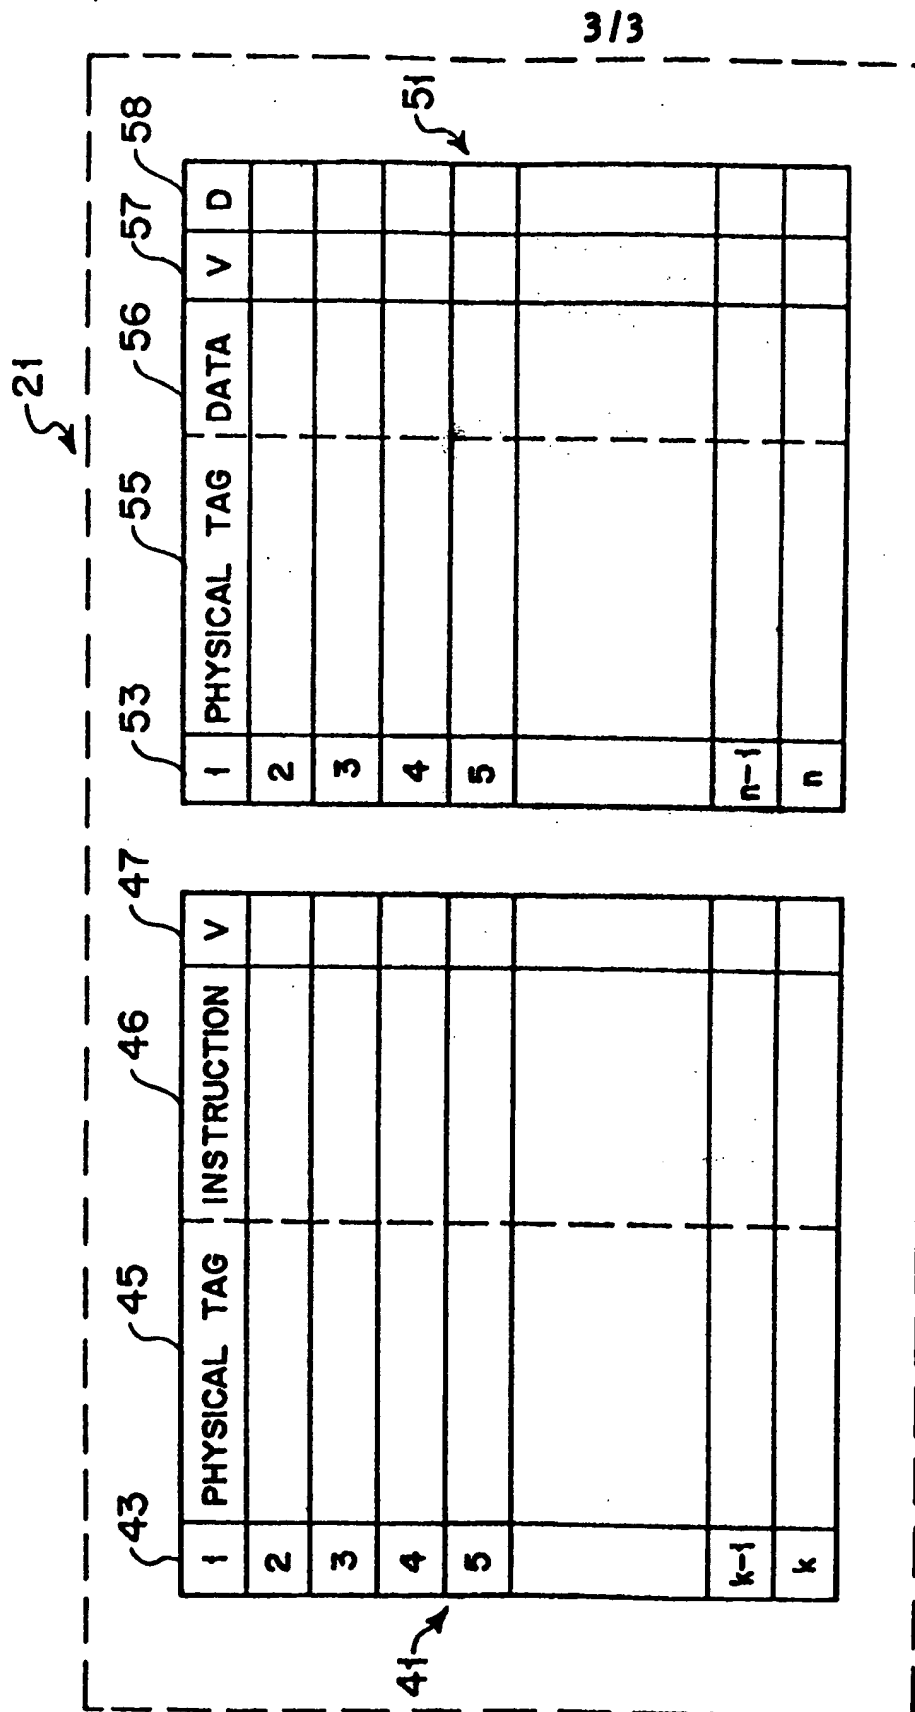 3/3
21
43 45 46 47 53 55 56 57 58
1 PHYSICAL TAG INSTRUCTION V
2
3
4
5
k-1
k
41
1 PHYSICAL TAG DATA V D
2
3
4
5
n-1
n
51